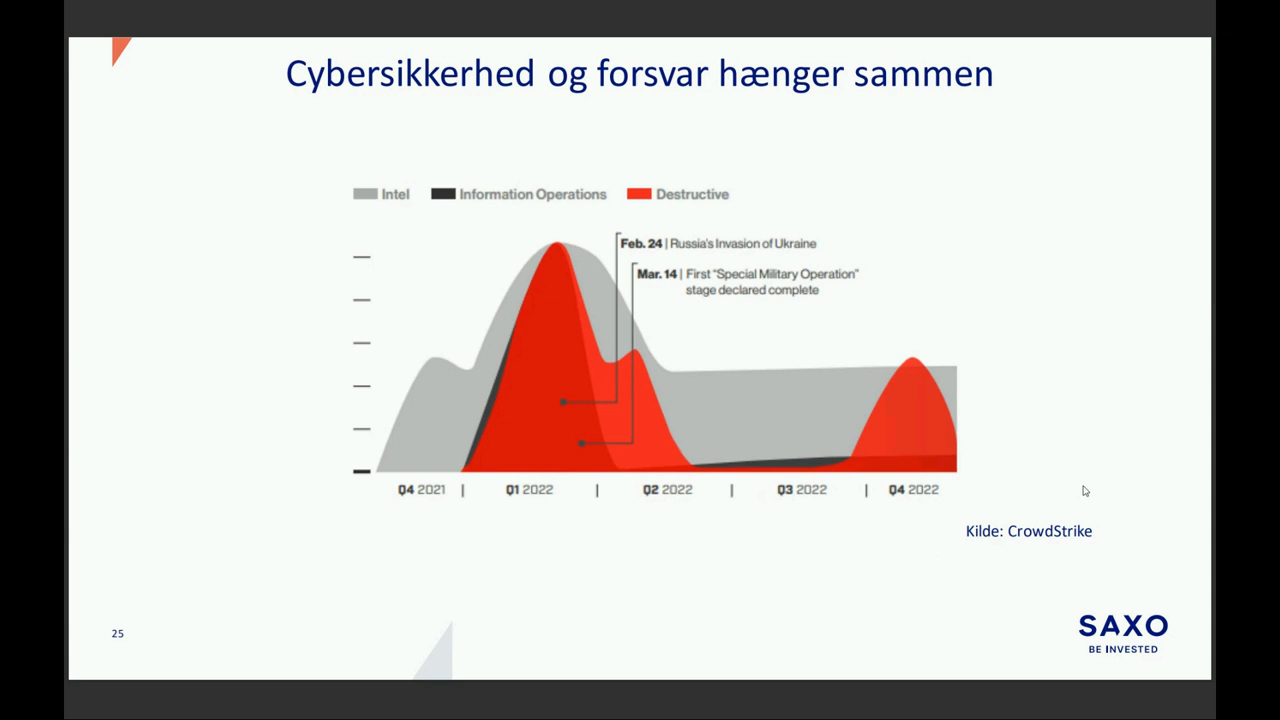 Cybersikkerhed og forsvar hænger sammen
Intel Information Operations Destructive
Feb. 24 | Russia's Invasion of Ukraine
Mar. 14 | First "Special Military Operation"
stage declared complete
Q4 2021 | Q1 2022 | Q2 2022 | Q3 2022 | Q4 2022
Kilde: CrowdStrike
25
SAXO
BE INVESTED